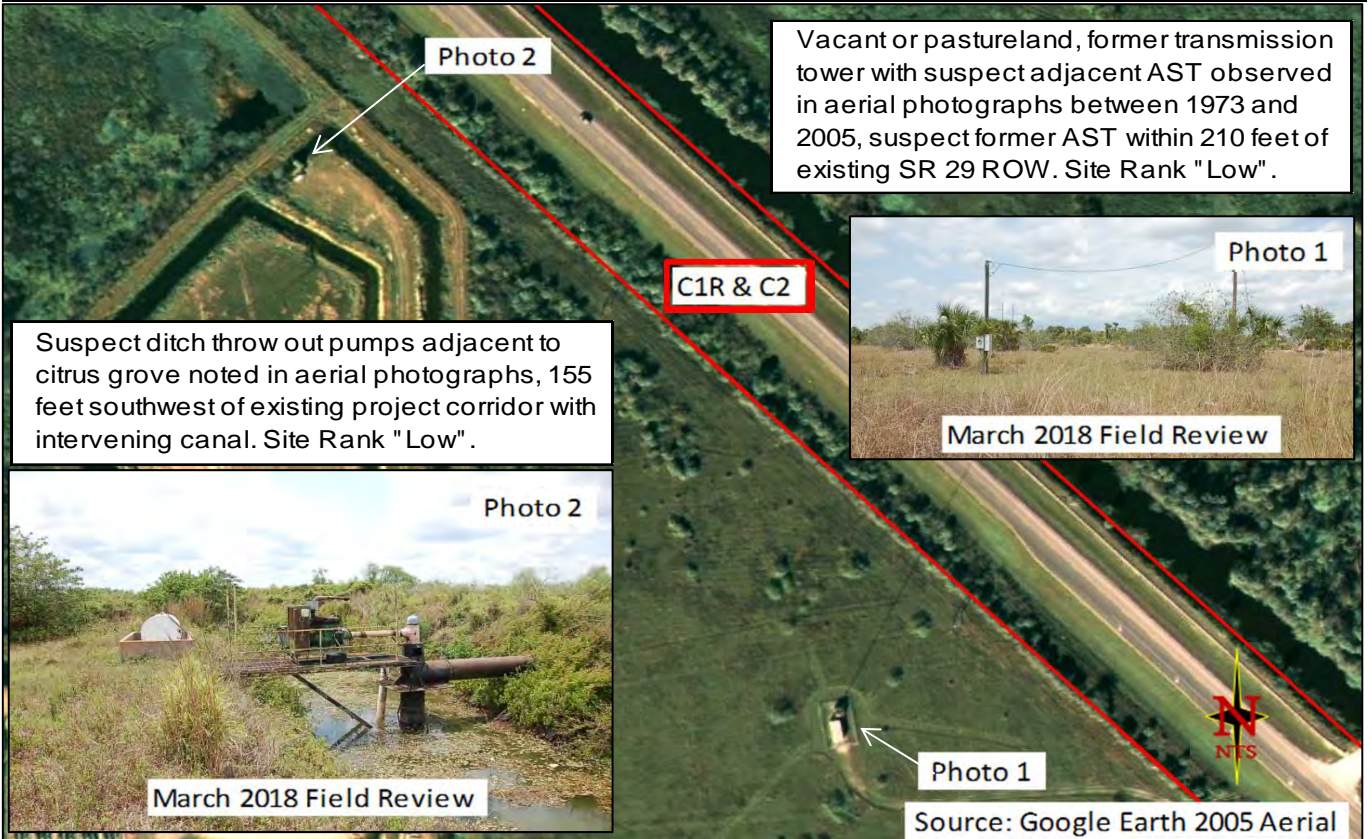 Photo 2
Vacant or pastureland, former transmission
tower with suspect adjacent AST observed
in aerial photographs between 1973 and
2005, suspect former AST within 210 feet of
existing SR 29 ROW. Site Rank "Low".
Photo 1
March 2018 Field Review
C1R & C2
Suspect ditch throw out pumps adjacent to
citrus grove noted in aerial photographs, 155
feet southwest of existing project corridor with
intervening canal. Site Rank "Low".
Photo 2
March 2018 Field Review
Photo 1
N
NTS
Source: Google Earth 2005 Aerial